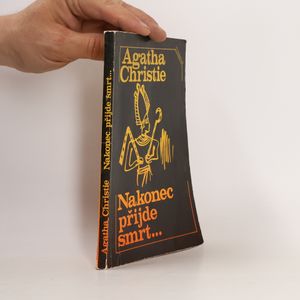 Agatha
Christie
Nakonec
přijde
smrt...
Agatha Christie Nakonec přijde smrt...